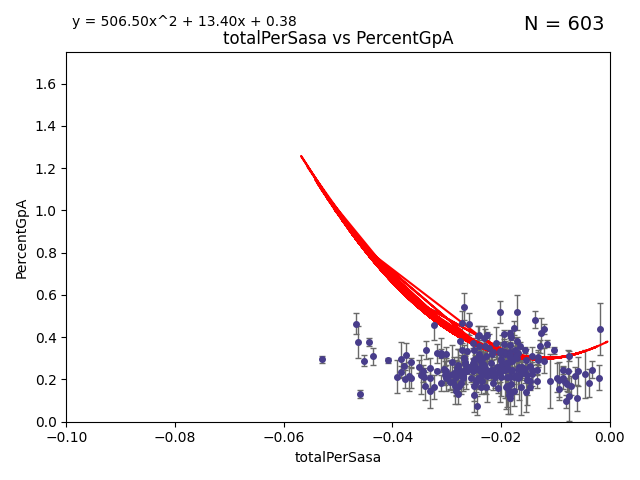 y = 506.50x^2 + 13.40x + 0.38
N = 603
totalPerSasa vs PercentGpA
PercentGpA
1.6
1.4
1.2
1.0
0.8
0.6
0.4
0.2
0.0
−0.10 −0.08 −0.06 −0.04 −0.02 0.00
totalPerSasa